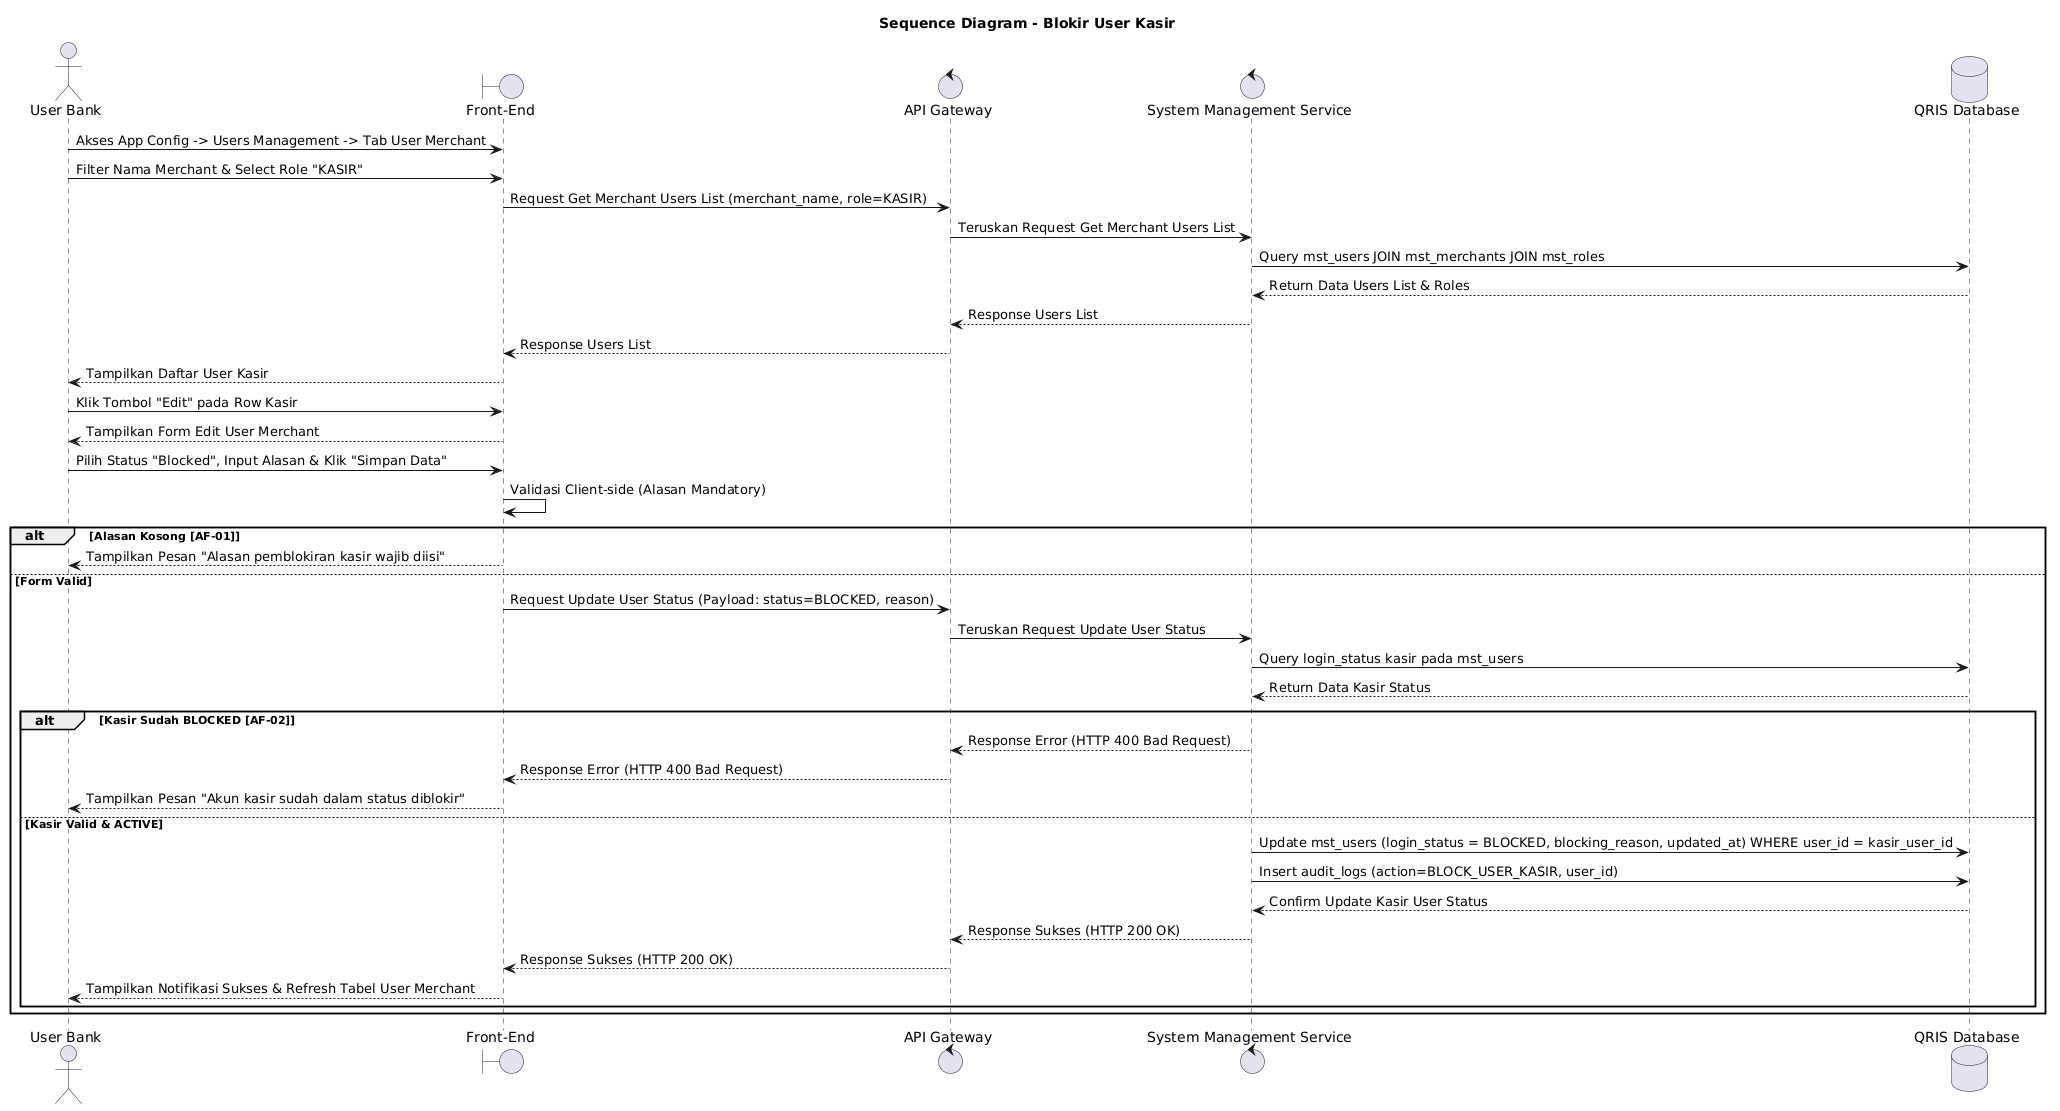 Sequence Diagram - Blokir User Kasir
User Bank
Front-End
API Gateway
System Management Service
QRIS Database
Akses App Config -> Users Management -> Tab User Merchant
Filter Nama Merchant & Select Role "KASIR"
Request Get Merchant Users List (merchant_name, role=KASIR)
Teruskan Request Get Merchant Users List
Query mst_users JOIN mst_merchants JOIN mst_roles
Return Data Users List & Roles
Response Users List
Response Users List
Tampilkan Daftar User Kasir
Klik Tombol "Edit" pada Row Kasir
Tampilkan Form Edit User Merchant
Pilih Status "Blocked", Input Alasan & Klik "Simpan Data"
Validasi Client-side (Alasan Mandatory)
alt [Alasan Kosong [AF-01]]
Tampilkan Pesan "Alasan pemblokiran kasir wajib diisi"
[Form Valid]
Request Update User Status (Payload: status=BLOCKED, reason)
Teruskan Request Update User Status
Query login_status kasir pada mst_users
Return Data Kasir Status
alt [Kasir Sudah BLOCKED [AF-02]]
Response Error (HTTP 400 Bad Request)
Response Error (HTTP 400 Bad Request)
Tampilkan Pesan "Akun kasir sudah dalam status diblokir"
[Kasir Valid & ACTIVE]
Update mst_users (login_status = BLOCKED, blocking_reason, updated_at) WHERE user_id = kasir_user_id
Insert audit_logs (action=BLOCK_USER_KASIR, user_id)
Confirm Update Kasir User Status
Response Sukses (HTTP 200 OK)
Response Sukses (HTTP 200 OK)
Tampilkan Notifikasi Sukses & Refresh Tabel User Merchant
User Bank
Front-End
API Gateway
System Management Service
QRIS Database